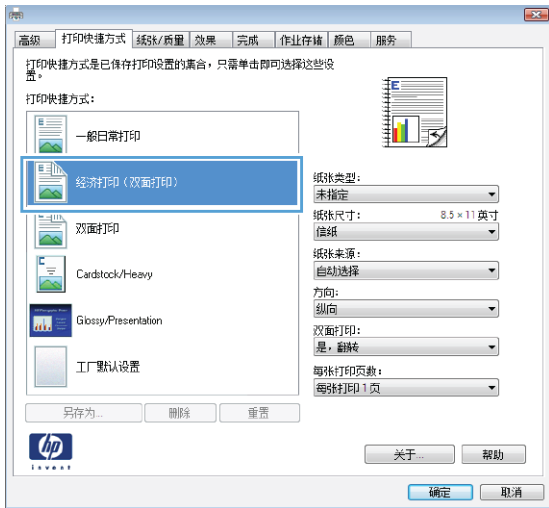 高级 打印快捷方式 纸张/质量 效果 完成 作业存储 颜色 服务
打印快捷方式是已保存打印设置的集合，只需单击即可选择这些设
置。
打印快捷方式：
E
一般日常打印
E
经济打印（双面打印）
纸张类型：
未指定
双面打印
纸张尺寸： 8.5 × 11 英寸
信纸
E
Cardstock/Heavy
纸张来源：
自动选择
方向：
纵向
Glossy/Presentation
双面打印：
是，翻转
工厂默认设置
每张打印页数：
每张打印 1 页
另存为... 删除 重置
hp
invent
关于... 帮助
确定 取消